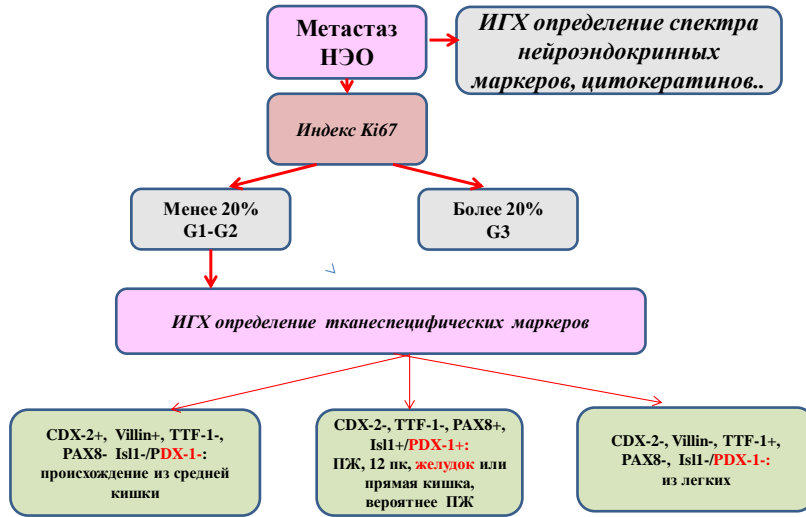 Метастаз
НЭО
ИГХ определение спектра
нейроэндокринных
маркеров, цитокератинов..
Индекс Ki67
Менее 20%
G1-G2
Более 20%
G3
ИГХ определение тканеспецифических маркеров
CDX-2+, Villin+, TTF-1-,
PAX8- Isl1-/PDX-1-:
происхождение из средней
кишки
CDX-2-, TTF-1-, PAX8+,
Isl1+/PDX-1+:
ПЖ, 12 пк, желудок или
прямая кишка,
вероятнее ПЖ
CDX-2-, Villin-, TTF-1+,
PAX8-, Isl1-/PDX-1-:
из легких